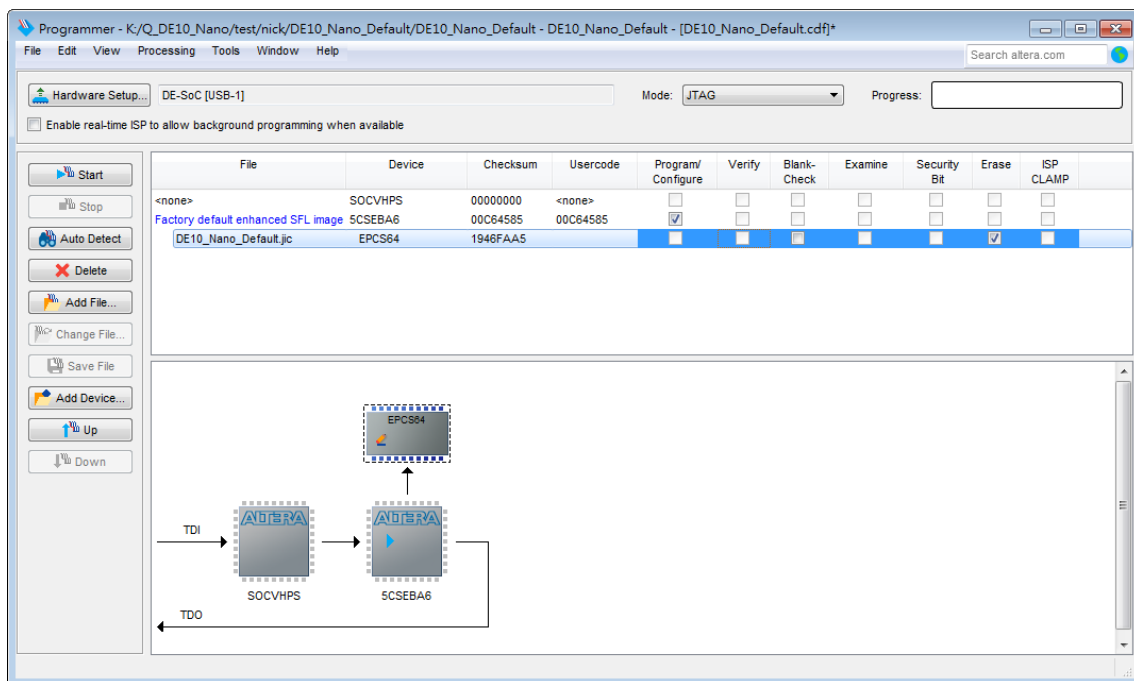 Programmer - K:/Q_DE10_Nano/test/nick/DE10_Nano_Default/DE10_Nano_Default - DE10_Nano_Default - [DE10_Nano_Default.cdf]*
File Edit View Processing Tools Window Help
Search altera.com
Hardware Setup... DE-SoC [USB-1] Mode: JTAG Progress:
Enable real-time ISP to allow background programming when available
Start
Stop
Auto Detect
Delete
Add File...
Change File...
Save File
Add Device...
Up
Down
File Device Checksum Usercode Program/ Verify Blank- Examine Security Erase ISP
Configure Check Bit CLAMP
<none> SOCVHPS 00000000 <none>
Factory default enhanced SFL image 5CSEBA6 00C64585 00C64585
DE10_Nano_Default.jic EPCS64 1946FAA5
EPCS64
TDI
ALTERA
ALTERA
SOCVHPS
5CSEBA6
TDO